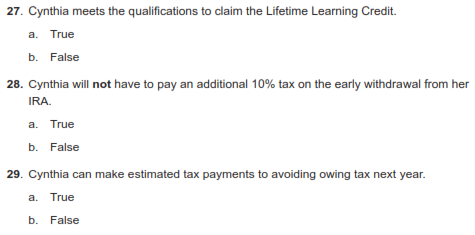 27. Cynthia meets the qualifications to claim the Lifetime Learning Credit.
a. True
b. False
28. Cynthia will not have to pay an additional 10% tax on the early withdrawal from her
IRA.
a. True
b. False
29. Cynthia can make estimated tax payments to avoiding owing tax next year.
a. True
b. False